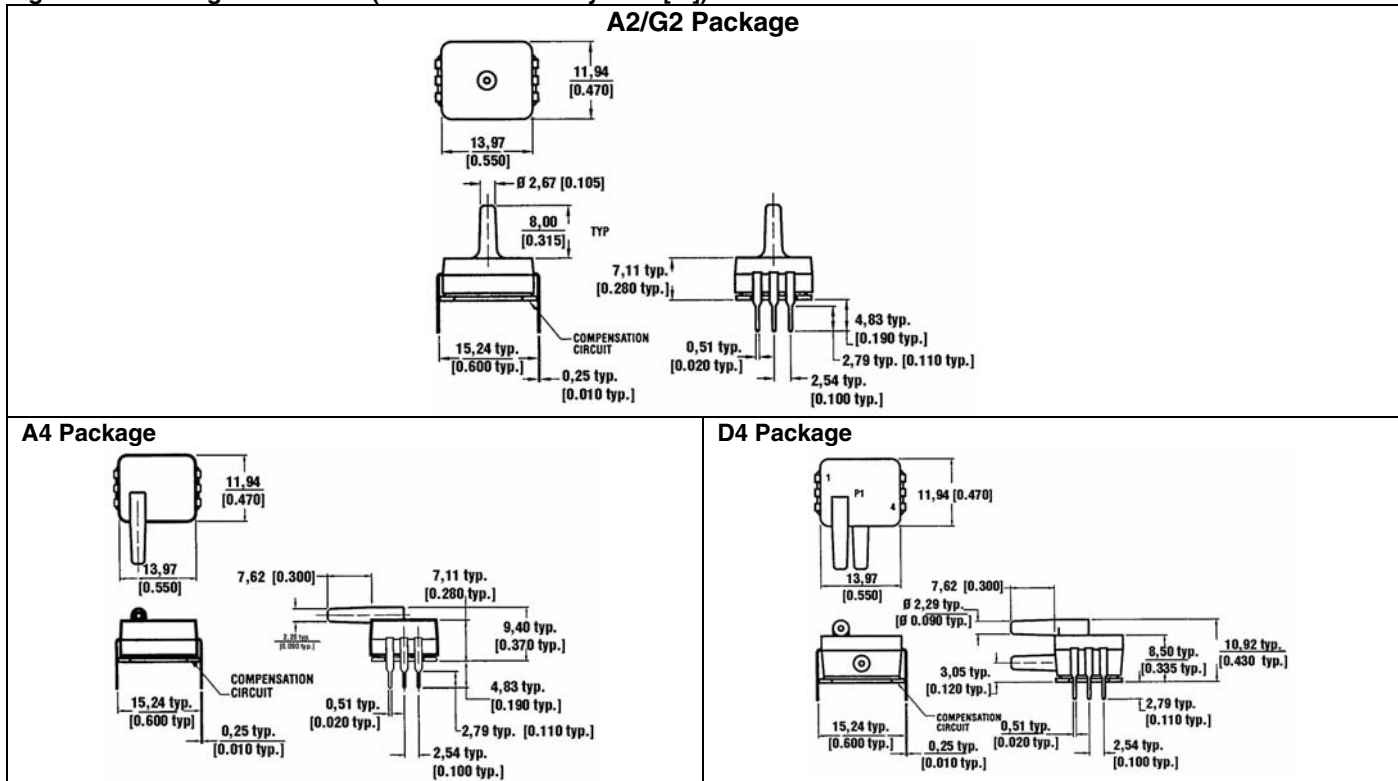 A2/G2 Package
11,94
[0.470]
13,97
[0.550]
Ø 2,67 [0.105]
8,00
[0.315]
TYP
7,11 typ.
[0.280 typ.]
COMPENSATION
CIRCUIT
15,24 typ.
[0.600 typ.]
0,25 typ.
[0.010 typ.]
4,83 typ.
[0.190 typ.]
0,51 typ.
[0.020 typ.]
2,79 typ. [0.110 typ.]
2,54 typ.
[0.100 typ.]
A4 Package
11,94
[0.470]
13,97
[0.550]
7,62 [0.300]
7,11 typ.
[0.280 typ.]
9,40 typ.
[0.370 typ.]
[0.090 typ.]
COMPENSATION
CIRCUIT
4,83 typ.
[0.190 typ.]
15,24 typ.
[0.600 typ]
0,51 typ.
[0.020 typ.]
0,25 typ.
[0.010 typ.]
2,79 typ. [0.110 typ.]
2,54 typ.
[0.100 typ.]
D4 Package
1
P1
4
11,94 [0.470]
13,97
[0.550]
7,62 [0.300]
Ø 2,29 typ.
[Ø 0.090 typ.]
8,50 typ.
[0.335 typ.]
10,92 typ.
[0.430 typ.]
3,05 typ.
[0.120 typ.]
COMPENSATION
CIRCUIT
2,79 typ.
[0.110 typ.]
15,24 typ.
[0.600 typ.]
0,51 typ.
[0.020 typ.]
0,25 typ.
[0.010 typ.]
2,54 typ.
[0.100 typ.]